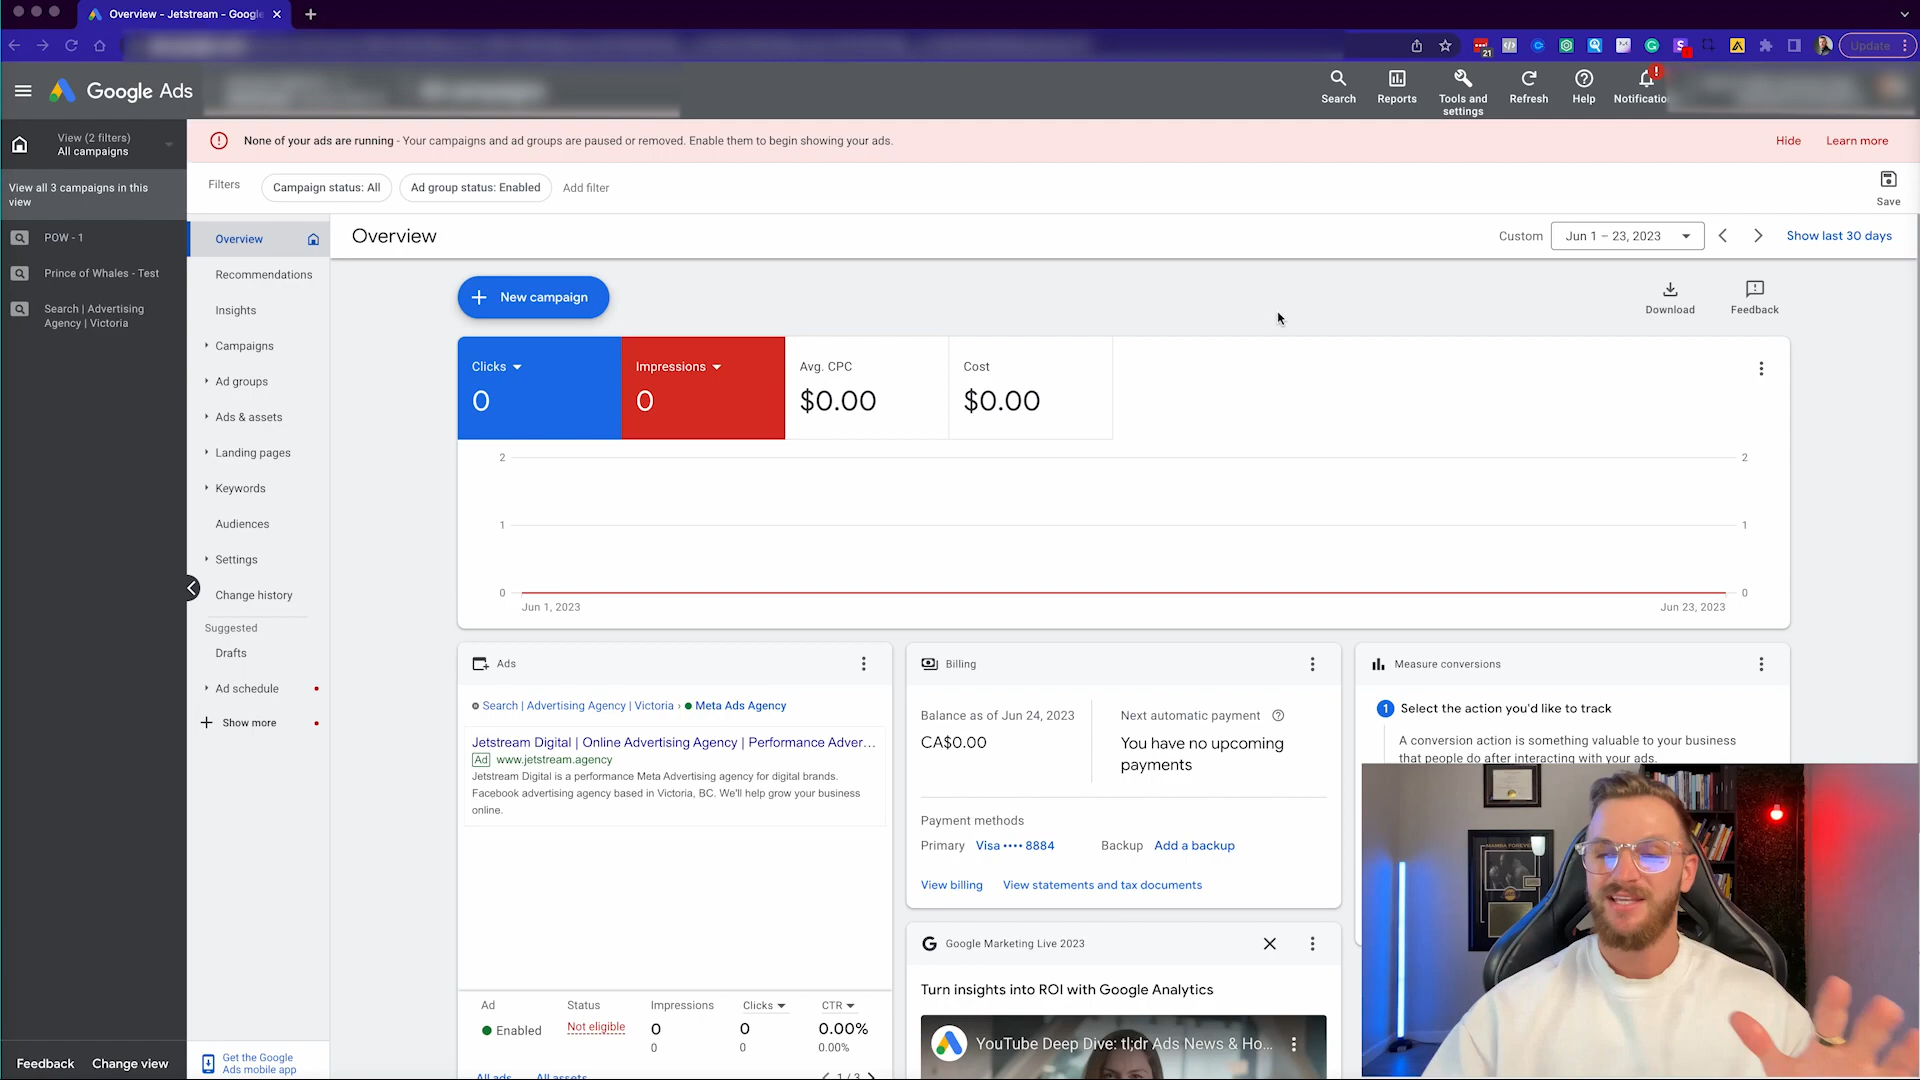 Overview - Jetstream - Google
Update
21
Google Ads
Search
Reports
Tools and
settings
Refresh
Help
Notificatio
View (2 filters)
All campaigns
None of your ads are running - Your campaigns and ad groups are paused or removed. Enable them to begin showing your ads.
Hide
Learn more
View all 3 campaigns in this
view
POW - 1
Prince of Whales - Test
Search | Advertising
Agency | Victoria
Filters
Campaign status: All
Ad group status: Enabled
Add filter
Save
Overview
Recommendations
Insights
Campaigns
Ad groups
Ads & assets
Landing pages
Keywords
Audiences
Settings
Change history
Suggested
Drafts
Ad schedule
Show more
Get the Google
Ads mobile app
Feedback
Change view
Overview
Custom
Jun 1 – 23, 2023
Show last 30 days
New campaign
Download
Feedback
Clicks
0
Impressions
0
Avg. CPC
$0.00
Cost
$0.00
2
2
1
1
0
0
Jun 1, 2023
Jun 23, 2023
Ads
Search | Advertising Agency | Victoria › Meta Ads Agency
Jetstream Digital | Online Advertising Agency | Performance Adver...
Ad www.jetstream.agency
Jetstream Digital is a performance Meta Advertising agency for digital brands.
Facebook advertising agency based in Victoria, BC. We'll help grow your business
online.
Ad
Status
Impressions
Clicks
CTR
Enabled
Not eligible
0
0
0.00%
0
0
0.00%
All ads
All assets
1 / 3
Billing
Balance as of Jun 24, 2023
CA$0.00
Next automatic payment
You have no upcoming
payments
Payment methods
Primary
Visa •••• 8884
Backup
Add a backup
View billing
View statements and tax documents
Google Marketing Live 2023
Turn insights into ROI with Google Analytics
YouTube Deep Dive: tl;dr Ads News & Ho...
Measure conversions
1
Select the action you'd like to track
A conversion action is something valuable to your business
that people do after interacting with your ads.
MAMBA FOREVER